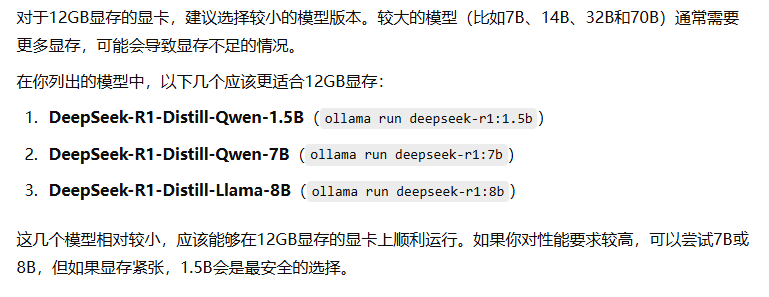 对于12GB显存的显卡，建议选择较小的模型版本。较大的模型（比如7B、14B、32B和70B）通常需要
更多显存，可能会导致显存不足的情况。
在你列出的模型中，以下几个应该更适合12GB显存：
1. DeepSeek-R1-Distill-Qwen-1.5B（ollama run deepseek-r1:1.5b）
2. DeepSeek-R1-Distill-Qwen-7B（ollama run deepseek-r1:7b）
3. DeepSeek-R1-Distill-Llama-8B（ollama run deepseek-r1:8b）
这几个模型相对较小，应该能够在12GB显存的显卡上顺利运行。如果你对性能要求较高，可以尝试7B或
8B，但如果显存紧张，1.5B会是最安全的选择。